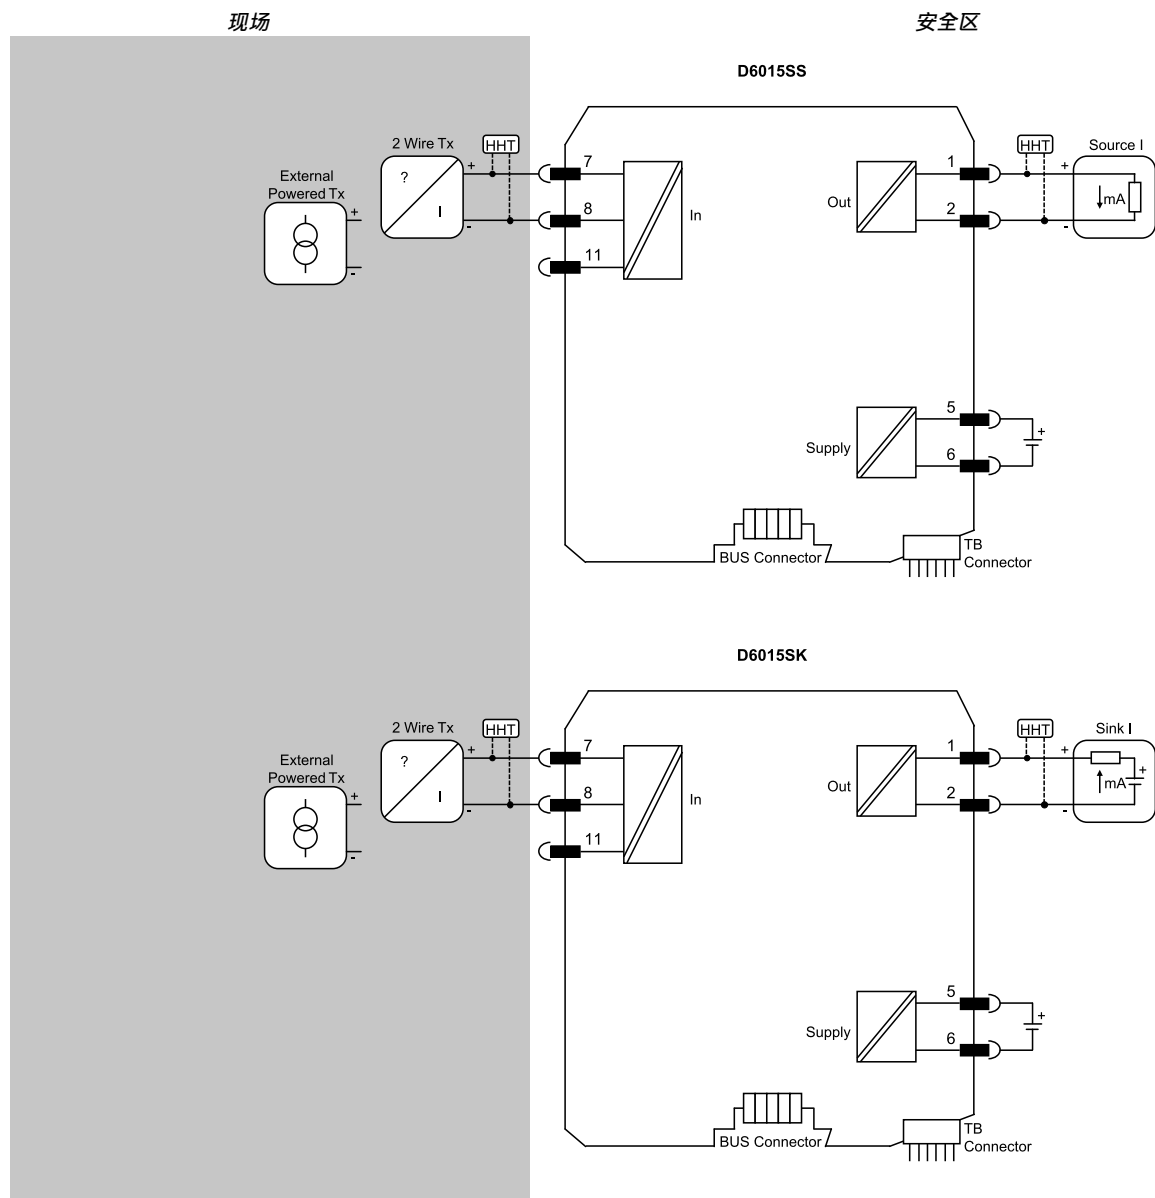 现场
安全区
D6015SS
2 Wire Tx
HHT
External
Powered Tx
?
I
+
-
+
-
7
8
11
In
Out
1
2
HHT
+
-
Source I
mA
Supply
5
6
+
BUS Connector
TB
Connector
D6015SK
2 Wire Tx
HHT
External
Powered Tx
?
I
+
-
+
-
7
8
11
In
Out
1
2
HHT
+
-
Sink I
+
mA
Supply
5
6
+
BUS Connector
TB
Connector